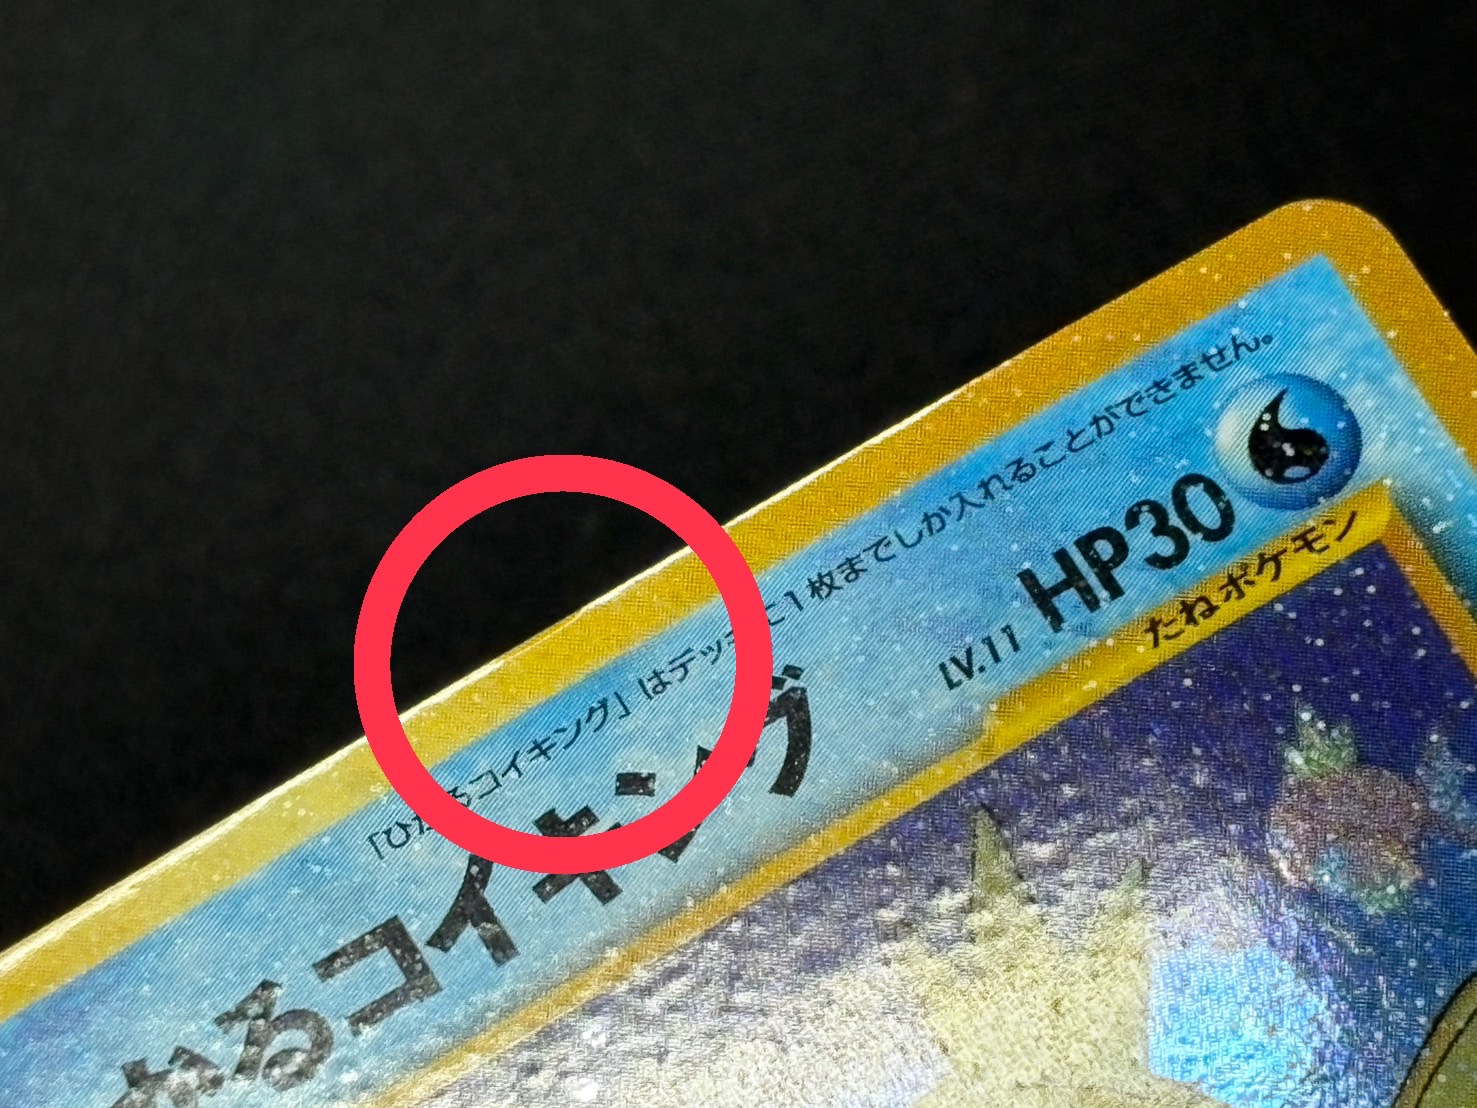 「ひかるコイキング」はデッキに1枚までしか入れることができません。
かるコイキング LV.11 HP30
たねポケモン